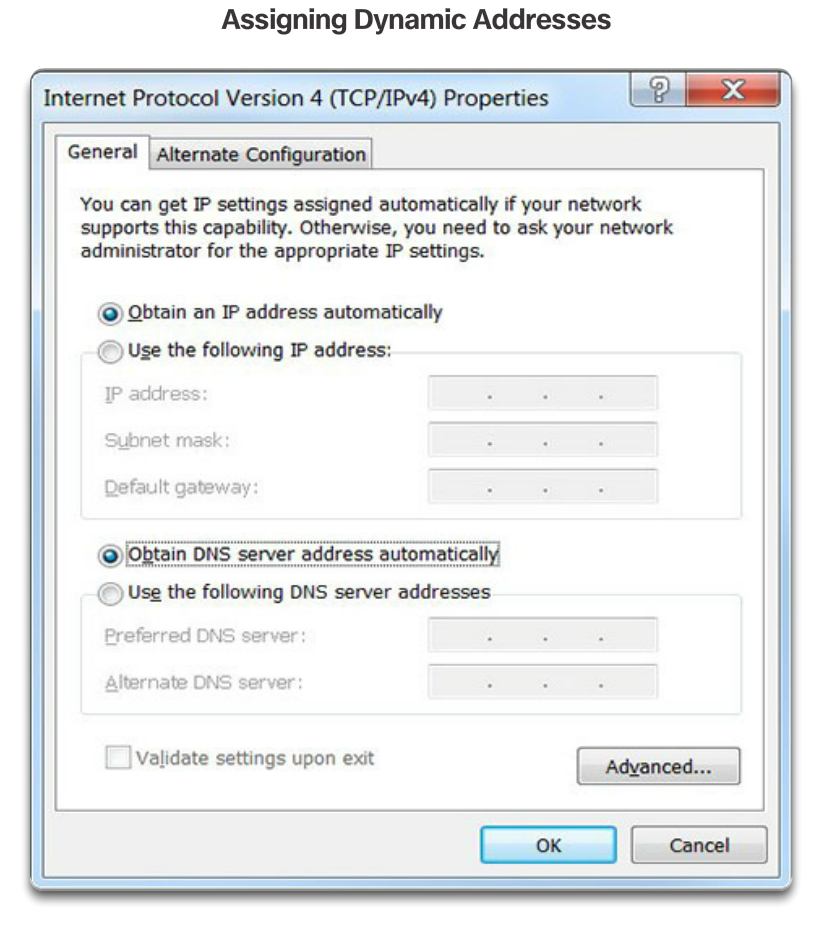 Assigning Dynamic Addresses
Internet Protocol Version 4 (TCP/IPv4) Properties
General
Alternate Configuration
You can get IP settings assigned automatically if your network
supports this capability. Otherwise, you need to ask your network
administrator for the appropriate IP settings.
Obtain an IP address automatically
Use the following IP address:
IP address:
Subnet mask:
Default gateway:
Obtain DNS server address automatically
Use the following DNS server addresses
Preferred DNS server:
Alternate DNS server:
Validate settings upon exit
Advanced...
OK
Cancel